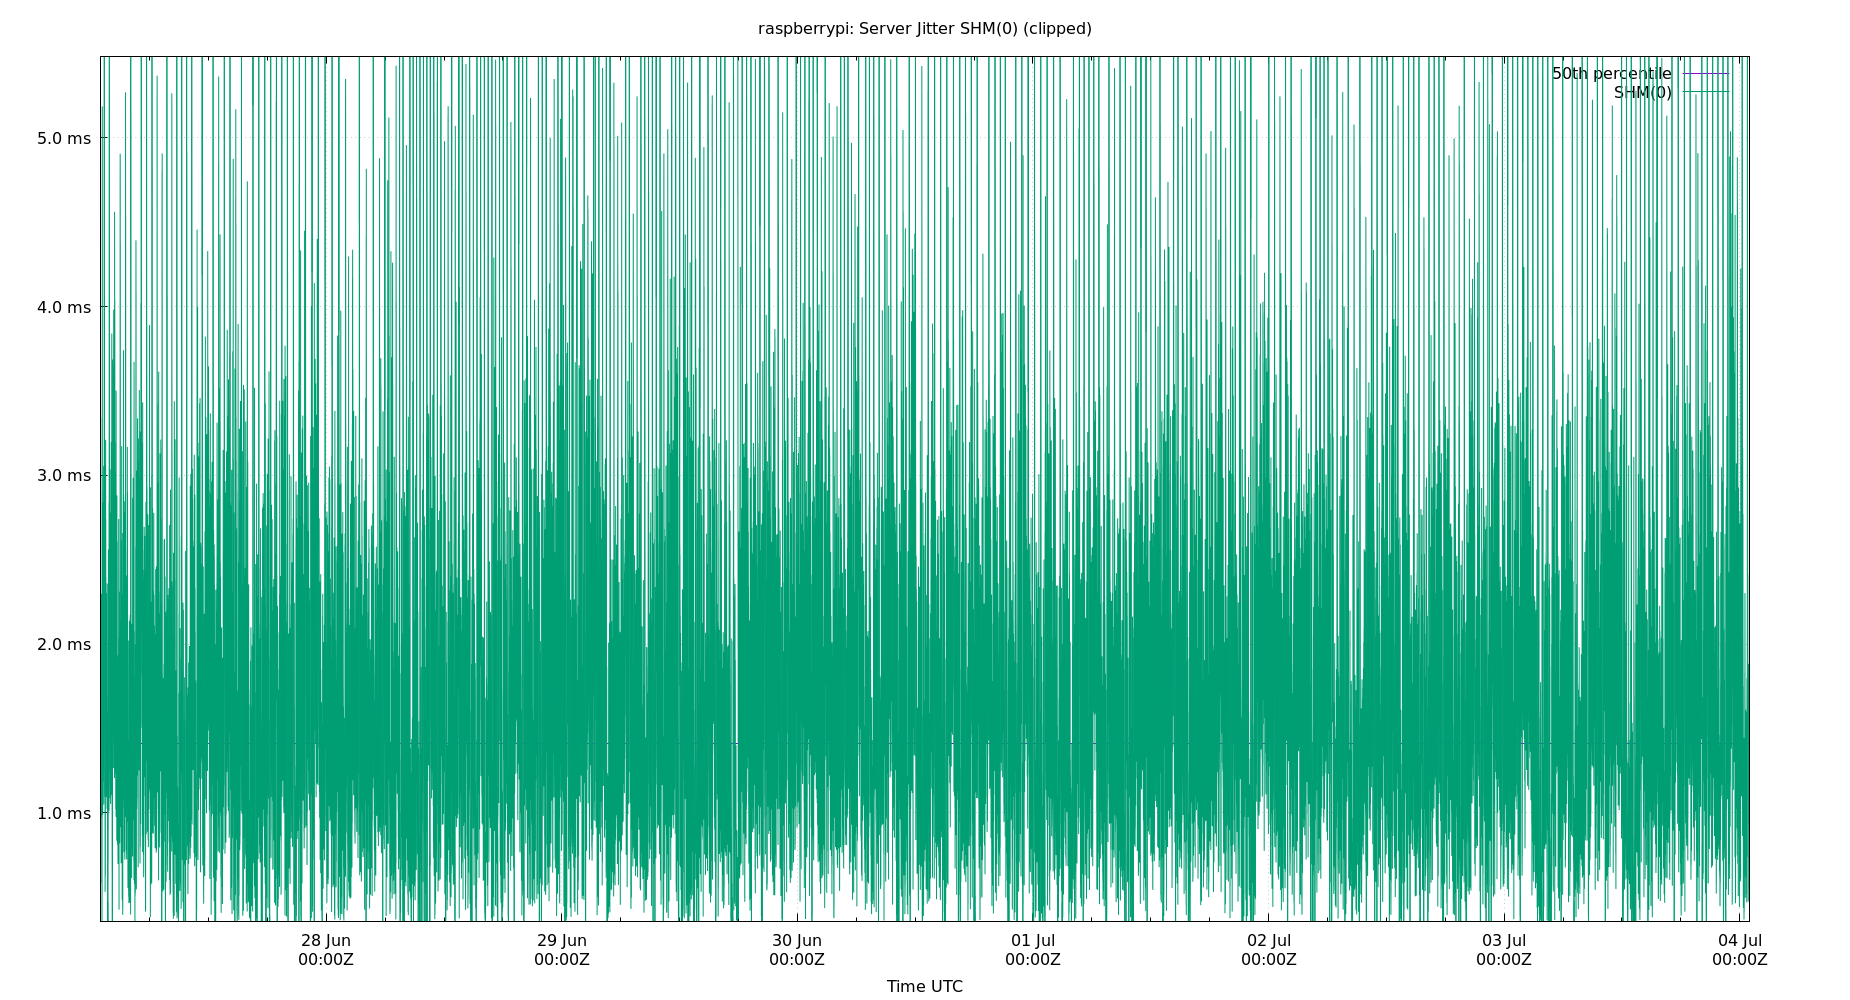 raspberrypi: Server Jitter SHM(0) (clipped)
50th percentile
SHM(0)
5.0 ms
4.0 ms
3.0 ms
2.0 ms
1.0 ms
28 Jun 29 Jun 30 Jun 01 Jul 02 Jul 03 Jul 04 Jul
00:00Z 00:00Z 00:00Z 00:00Z 00:00Z 00:00Z 00:00Z
Time UTC